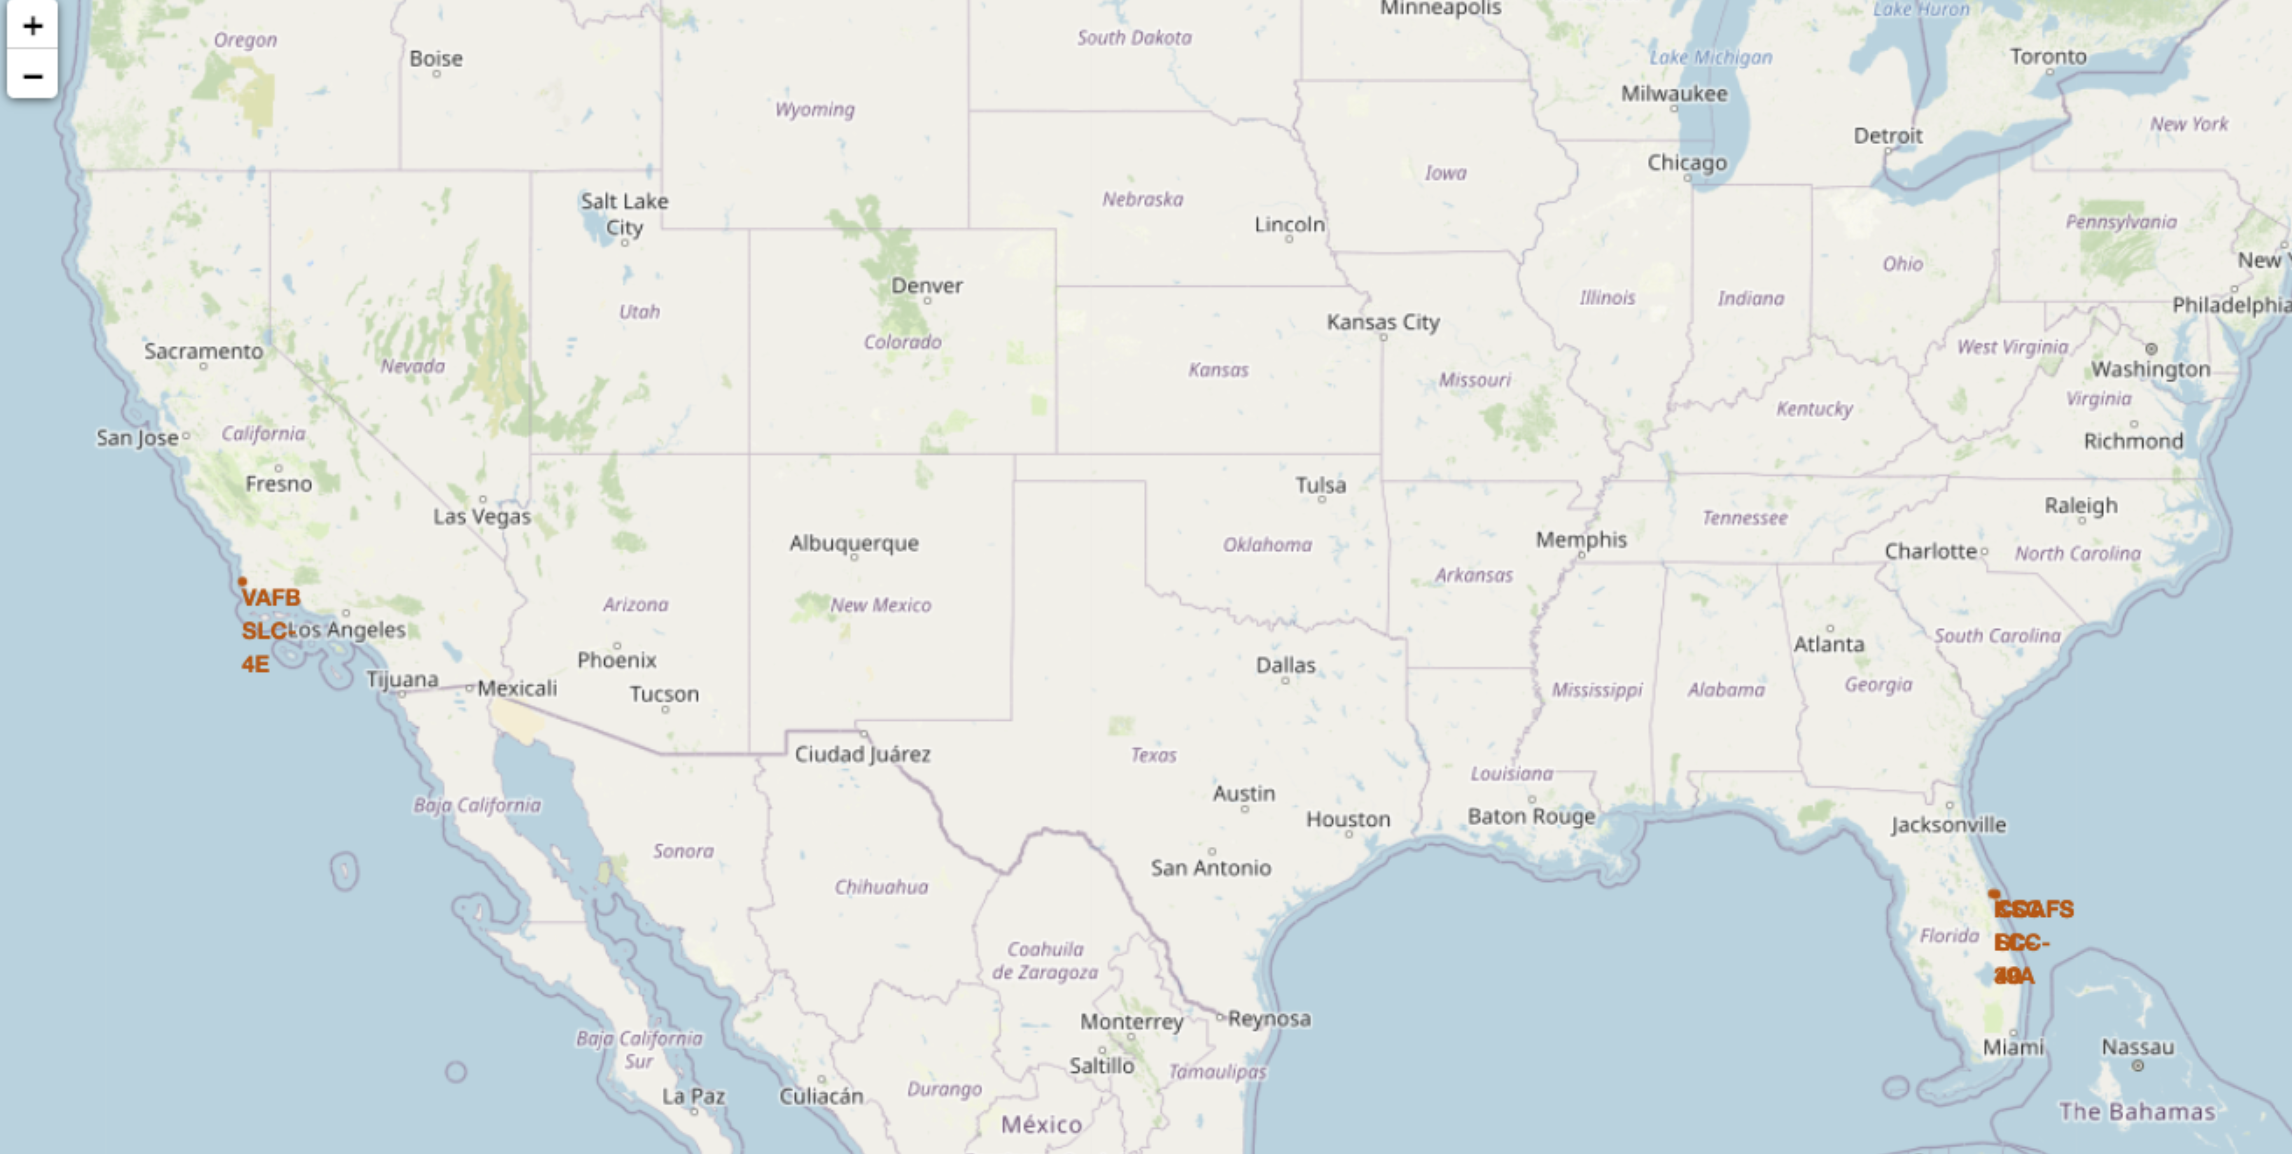 +
−
Oregon
Boise
South Dakota
Minneapolis
Lake Huron
Lake Michigan
Toronto
Wyoming
Milwaukee
Detroit
New York
Chicago
Iowa
Salt Lake
City
Nebraska
Lincoln
Pennsylvania
Ohio
New
Denver
Utah
Illinois
Indiana
Philadelphia
Kansas City
Sacramento
Nevada
Colorado
Kansas
Missouri
West Virginia
Washington
Virginia
Kentucky
San Jose
California
Richmond
Fresno
Tulsa
Las Vegas
Raleigh
Tennessee
Albuquerque
Oklahoma
Memphis
Charlotte
North Carolina
Arkansas
VAFB
SLC-
4E
Los Angeles
Arizona
New Mexico
South Carolina
Atlanta
Phoenix
Dallas
Tijuana
Mexicali
Tucson
Mississippi
Alabama
Georgia
Ciudad Juárez
Texas
Louisiana
Baja California
Austin
Houston
Baton Rouge
Jacksonville
Sonora
San Antonio
Chihuahua
Florida
Coahuila
de Zaragoza
Monterrey
Reynosa
Baja California
Sur
Saltillo
Tamaulipas
Miami
Nassau
La Paz
Culiacán
Durango
México
The Bahamas